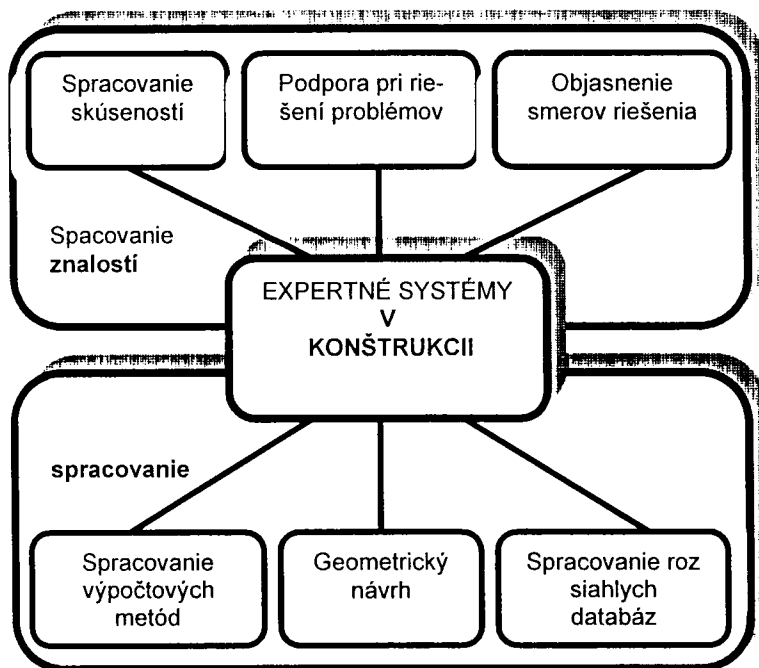 Spracovanie
skúseností
Podpora pri rie-
šení problémov
Objasnenie
smerov riešenia
Spacovanie
znalostí
EXPERTNÉ SYSTÉMY
V
KONŠTRUKCII
spracovanie
Spracovanie
výpočtových
metód
Geometrický
návrh
Spracovanie roz
siahlych
databáz